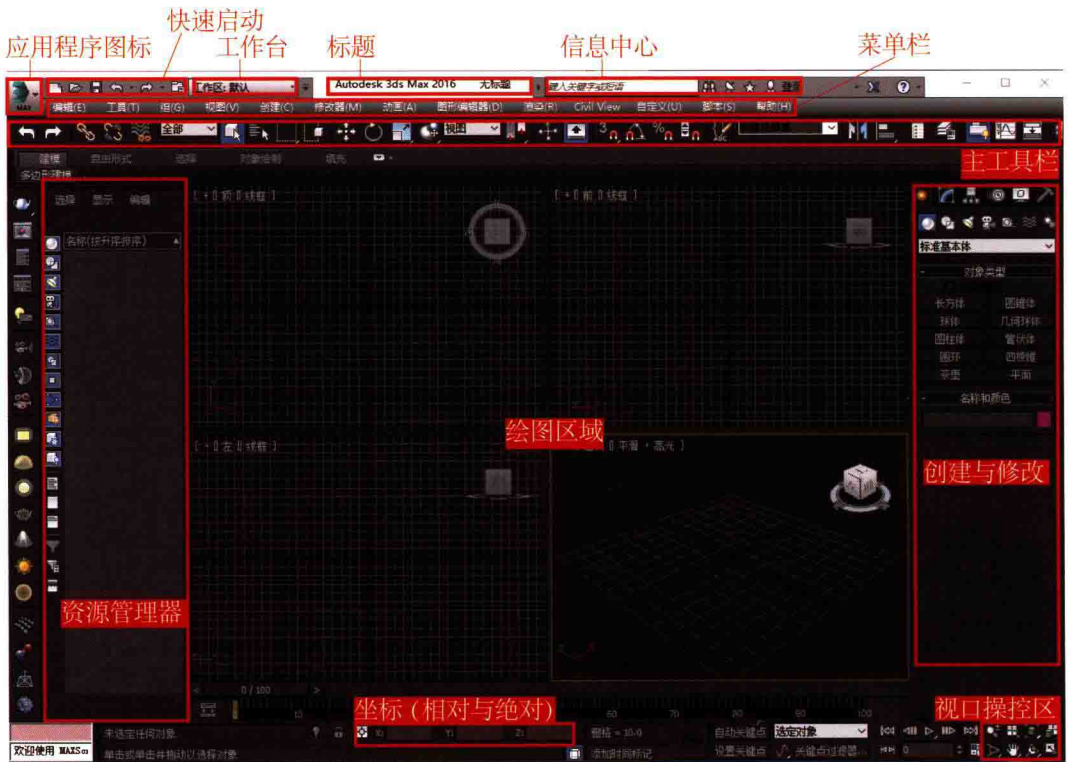 快速启动
应用程序图标 工作台 标题 信息中心 菜单栏
工作区: 默认 Autodesk 3ds Max 2016 无标题 键入关键字或短语 登录
MAX
编辑(E) 工具(T) 组(G) 视图(V) 创建(C) 修改器(M) 动画(A) 图形编辑器(D) 渲染(R) Civil View 自定义(U) 脚本(S) 帮助(H)
全部 视图
主工具栏
建模 自由形式 选择 对象绘制 填充
多边形建模
选择 显示 编辑
[ + ] 顶 [] 线框 ] [ + ] 前 [] 线框 ]
名称(按升序排序)
标准基本体
- 对象类型
长方体 圆锥体
球体 几何球体
圆柱体 管状体
圆环 四棱锥
茶壶 平面
- 名称和颜色
绘图区域
[ + ] 左 [] 线框 ] 平滑 + 高光 ]
创建与修改
资源管理器
0 / 100
坐标 (相对与绝对) 视口操控区
10 60 70 80 90 100
未选定任何对象 X: Y: Z: 栅格 = 10.0 自动关键点 选定对象
欢迎使用 MAXSc
单击或单击并拖动以选择对象 添加时间标记 设置关键点 关键点过滤器... 0